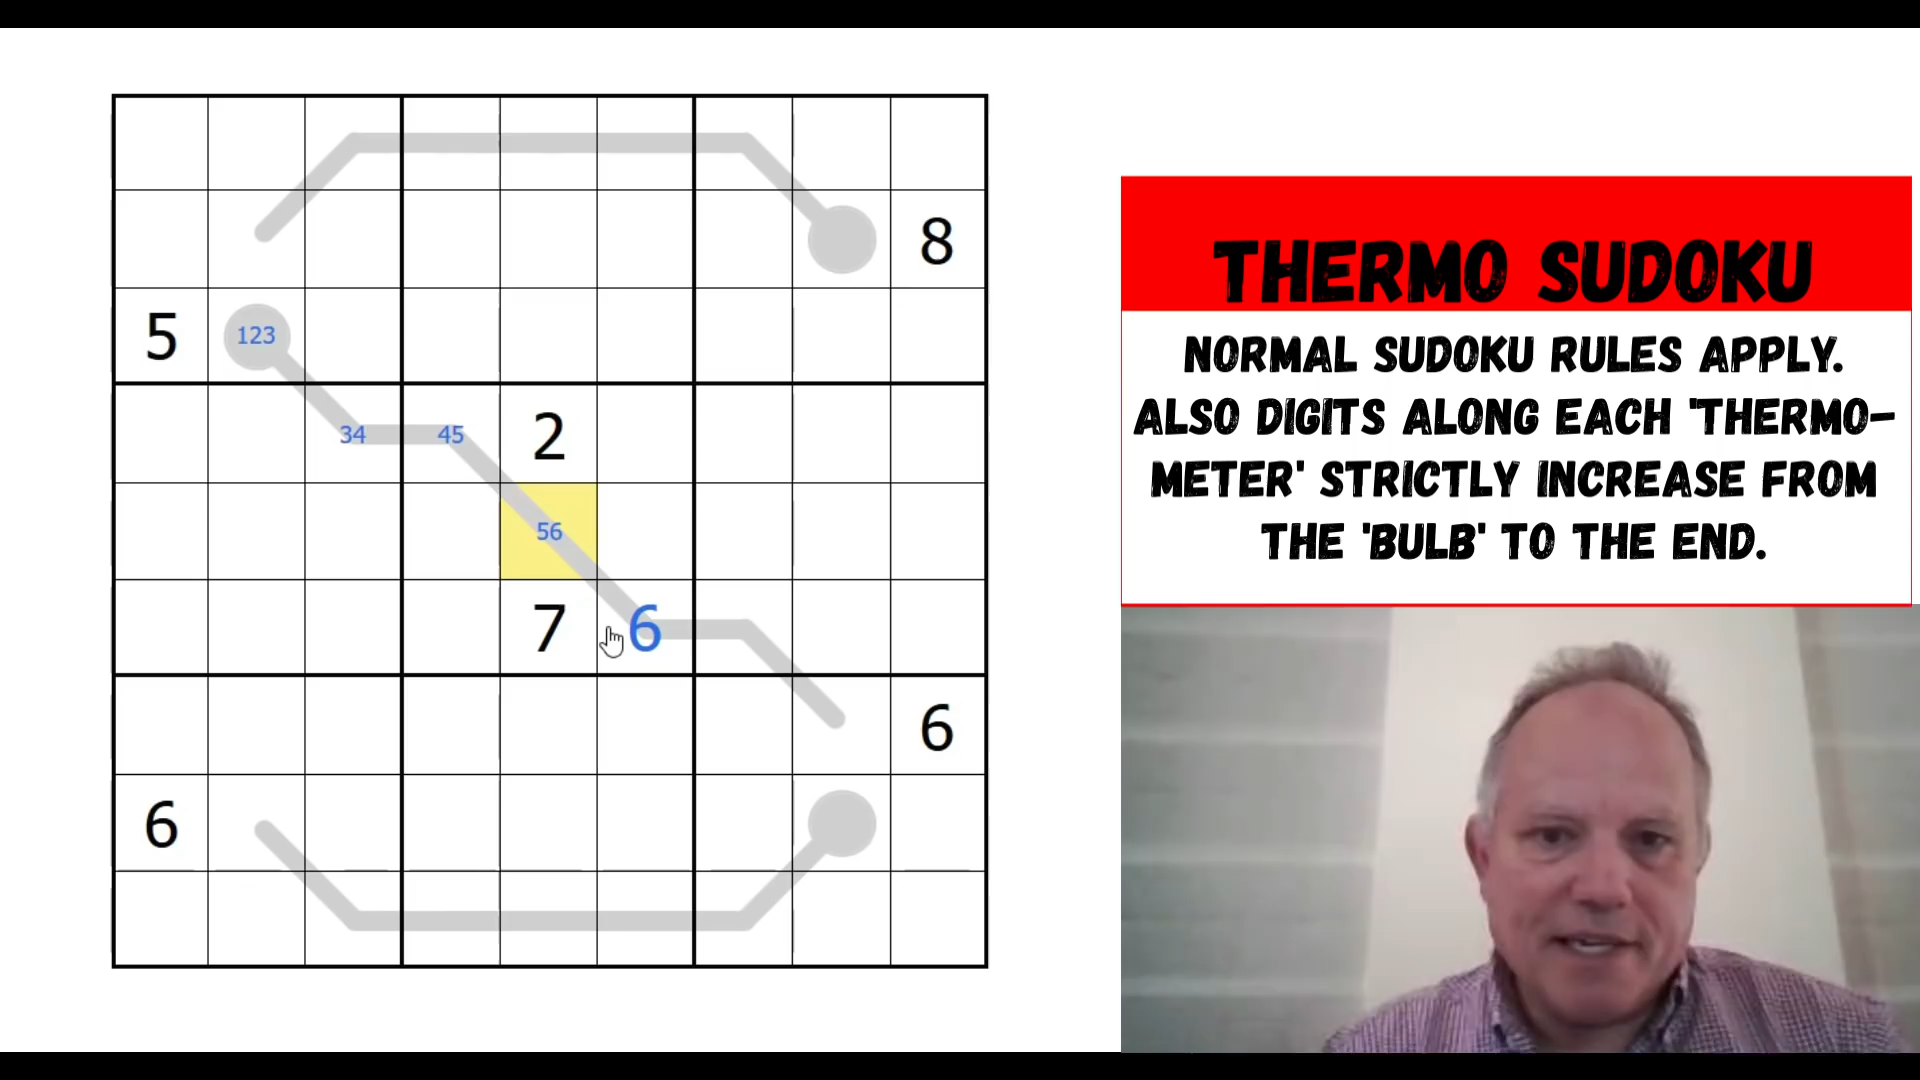 8
5 123
34 45 2
56
7 6
6
6
THERMO SUDOKU
NORMAL SUDOKU RULES APPLY.
ALSO DIGITS ALONG EACH 'THERMO-
METER' STRICTLY INCREASE FROM
THE 'BULB' TO THE END.